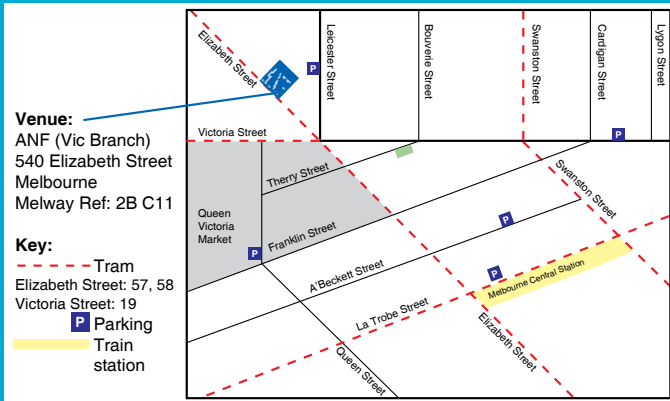 Venue:
ANF (Vic Branch)
540 Elizabeth Street
Melbourne
Melway Ref: 2B C11
Key:
Tram
Elizabeth Street: 57, 58
Victoria Street: 19
P Parking
Train
station
Elizabeth Street
P
Leicester Street
Bouverie Street
Swanston Street
Cardigan Street
Lygon Street
Victoria Street
P
Therry Street
Swanston Street
Queen
Victoria
Market
P
Franklin Street
P
A'Beckett Street
P
Melbourne Central Station
La Trobe Street
Elizabeth Street
Queen Street